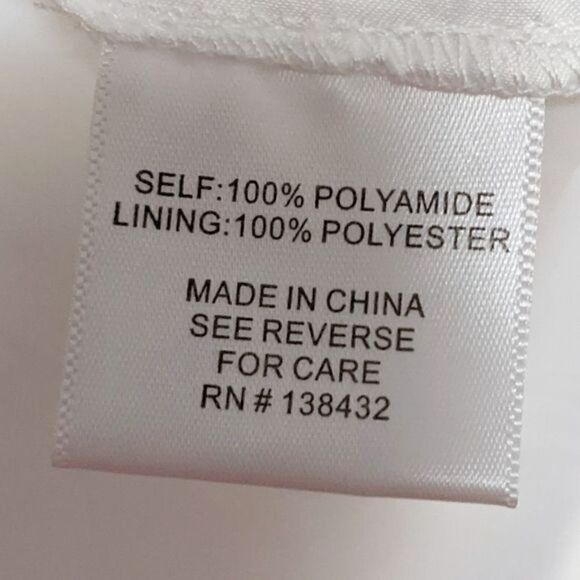 SELF:100% POLYAMIDE
LINING:100% POLYESTER
MADE IN CHINA
SEE REVERSE
FOR CARE
RN # 138432